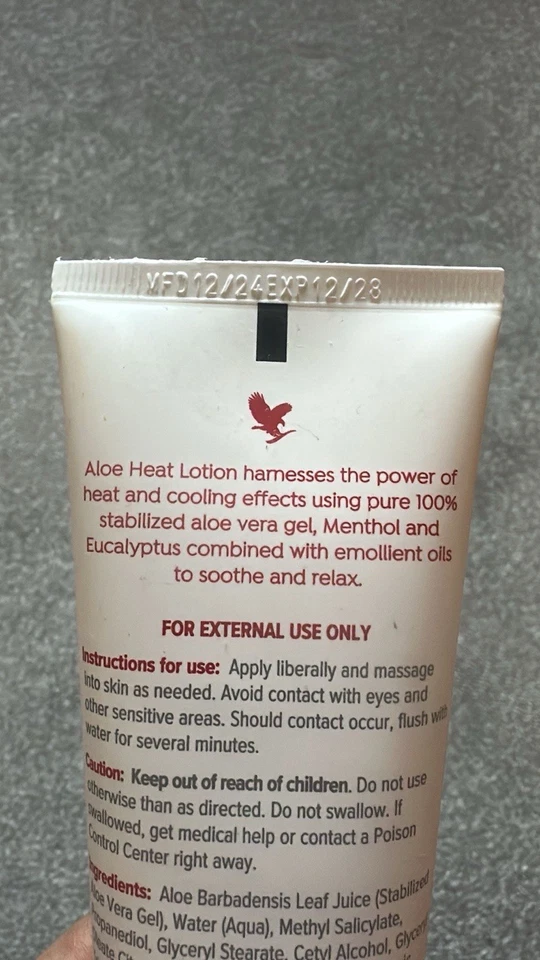 MFD12/24EXP12/28
Aloe Heat Lotion harnesses the power of
heat and cooling effects using pure 100%
stabilized aloe vera gel, Menthol and
Eucalyptus combined with emollient oils
to soothe and relax.
FOR EXTERNAL USE ONLY
Instructions for use: Apply liberally and massage
into skin as needed. Avoid contact with eyes and
other sensitive areas. Should contact occur, flush with
water for several minutes.
Caution: Keep out of reach of children. Do not use
otherwise than as directed. Do not swallow. If
swallowed, get medical help or contact a Poison
Control Center right away.
Ingredients: Aloe Barbadensis Leaf Juice (Stabilized
Aloe Vera Gel), Water (Aqua), Methyl Salicylate,
Propanediol, Glyceryl Stearate, Cetyl Alcohol,